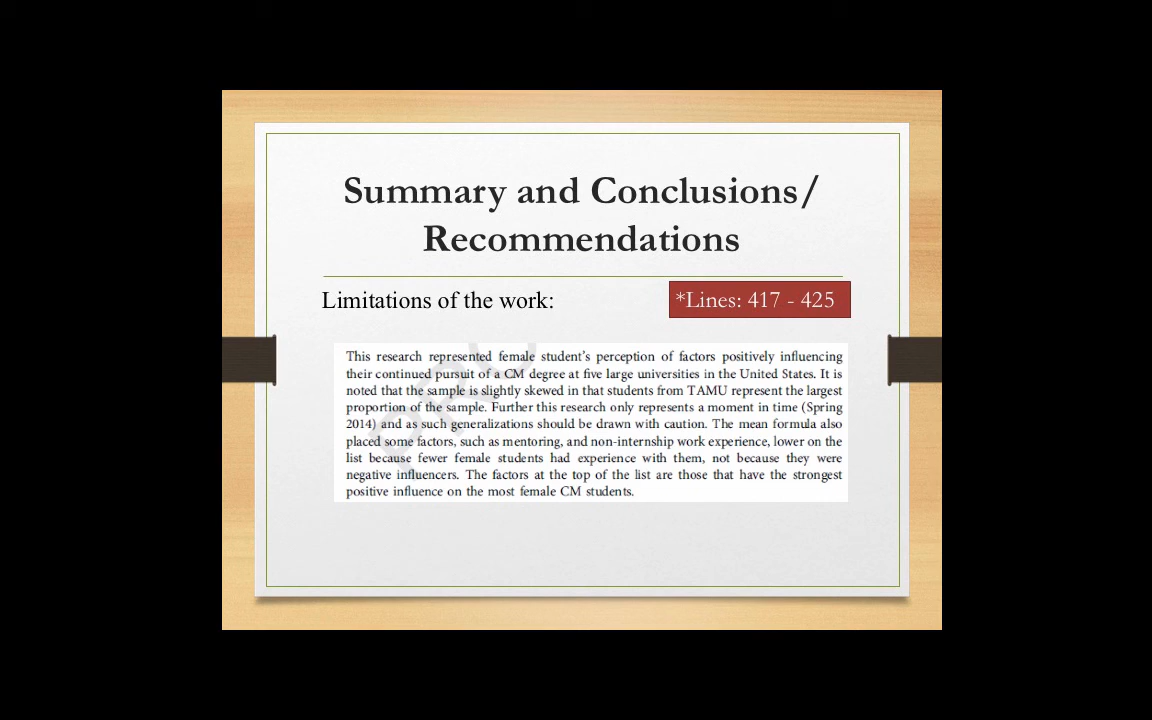 Summary and Conclusions/
Recommendations
Limitations of the work:
*Lines: 417 - 425
This research represented female student's perception of factors positively influencing
their continued pursuit of a CM degree at five large universities in the United States. It is
noted that the sample is slightly skewed in that students from TAMU represent the largest
proportion of the sample. Further this research only represents a moment in time (Spring
2014) and as such generalizations should be drawn with caution. The mean formula also
placed some factors, such as mentoring, and non-internship work experience, lower on the
list because fewer female students had experience with them, not because they were
negative influencers. The factors at the top of the list are those that have the strongest
positive influence on the most female CM students.